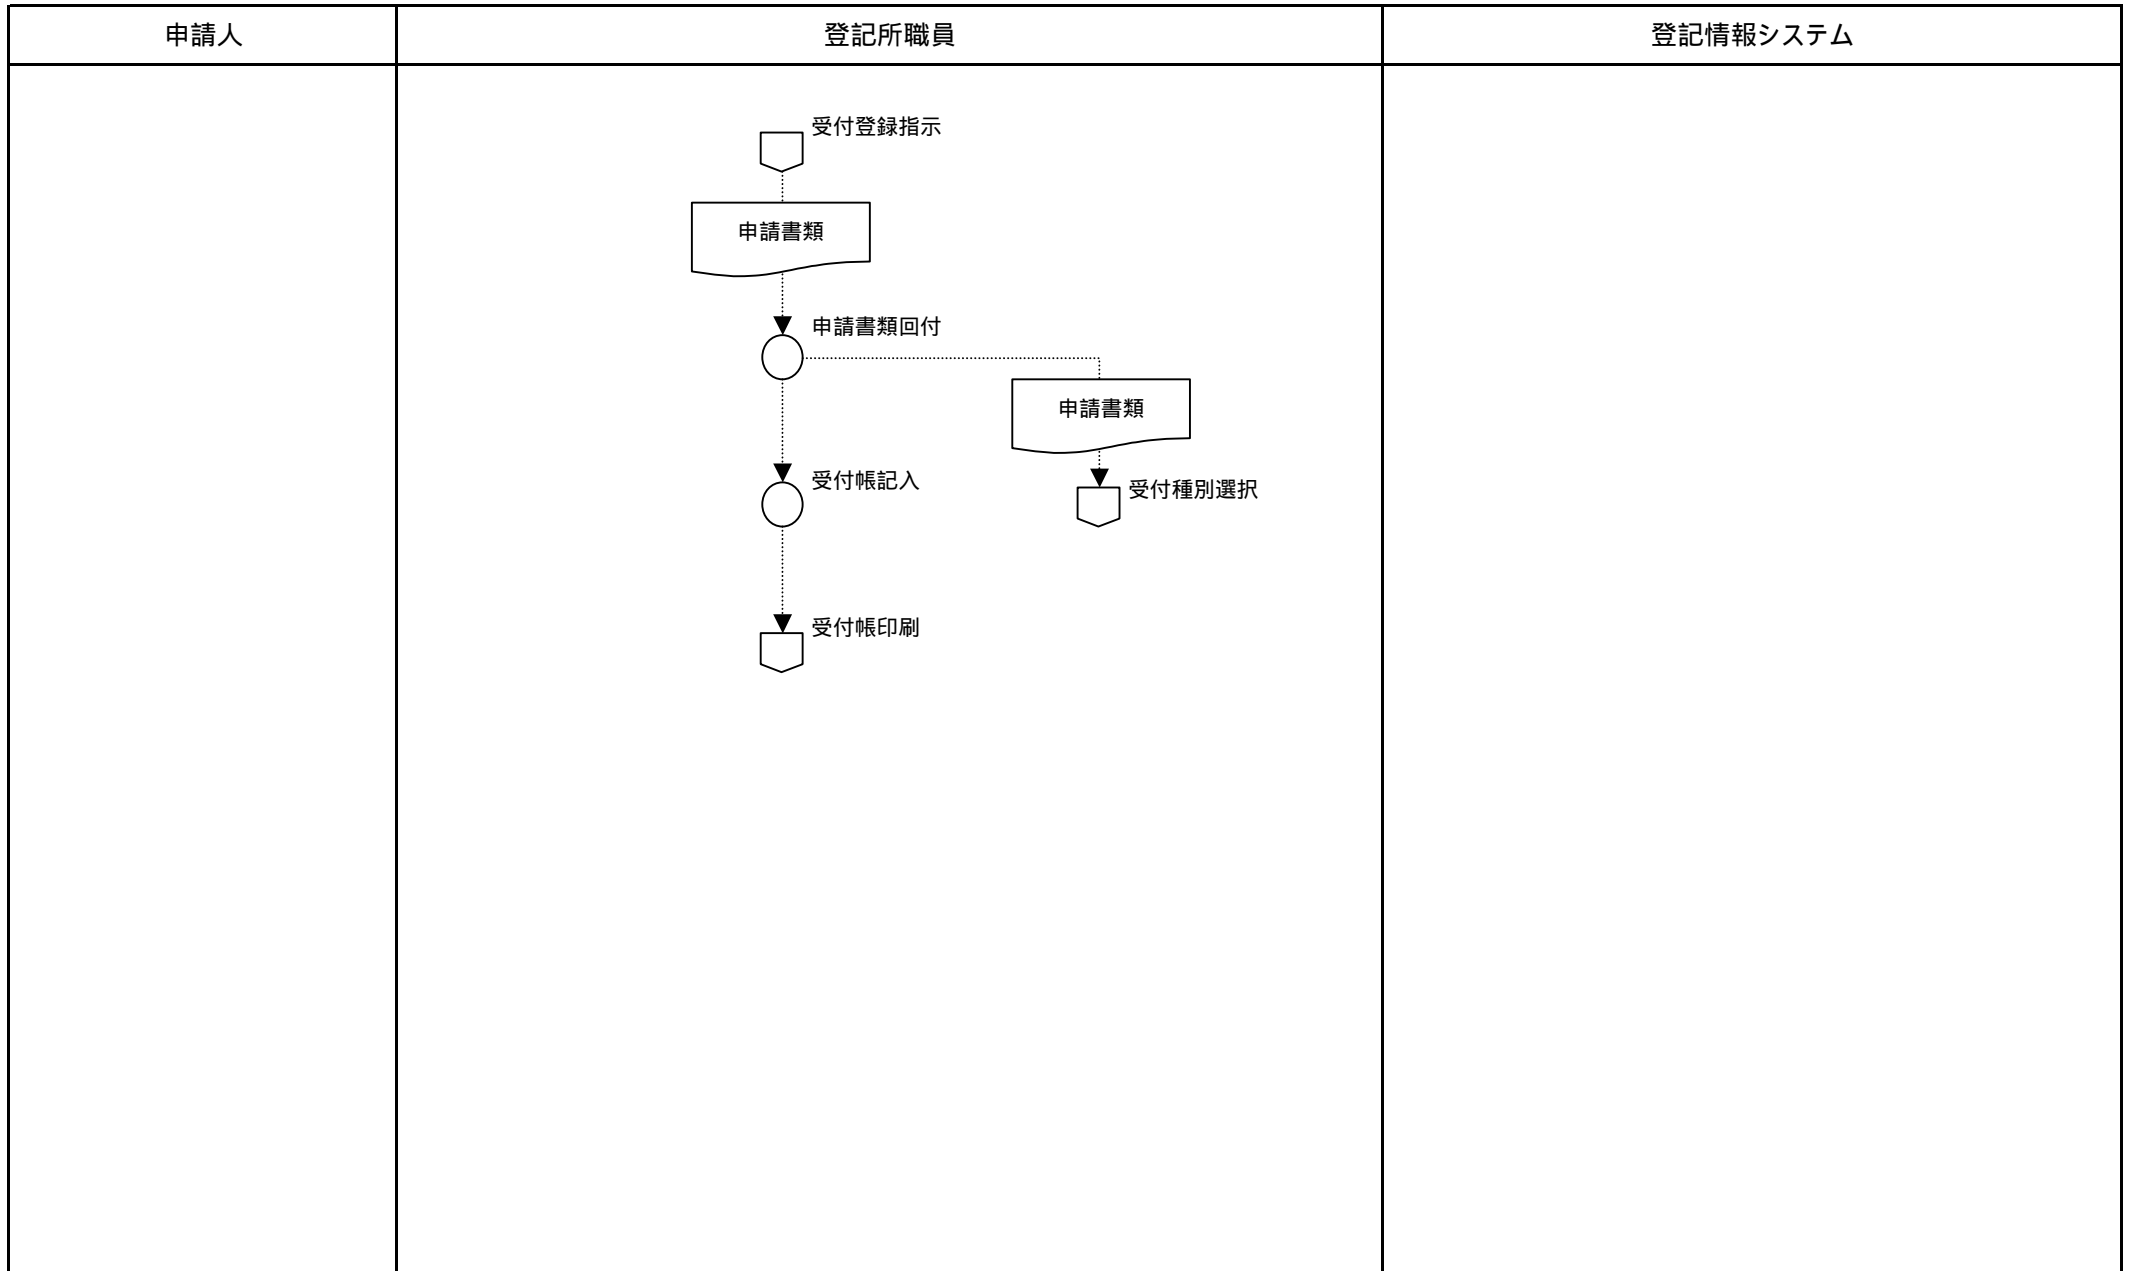 申請人
登記所職員
登記情報システム
受付登録指示
申請書類
申請書類回付
申請書類
受付帳記入
受付種別選択
受付帳印刷